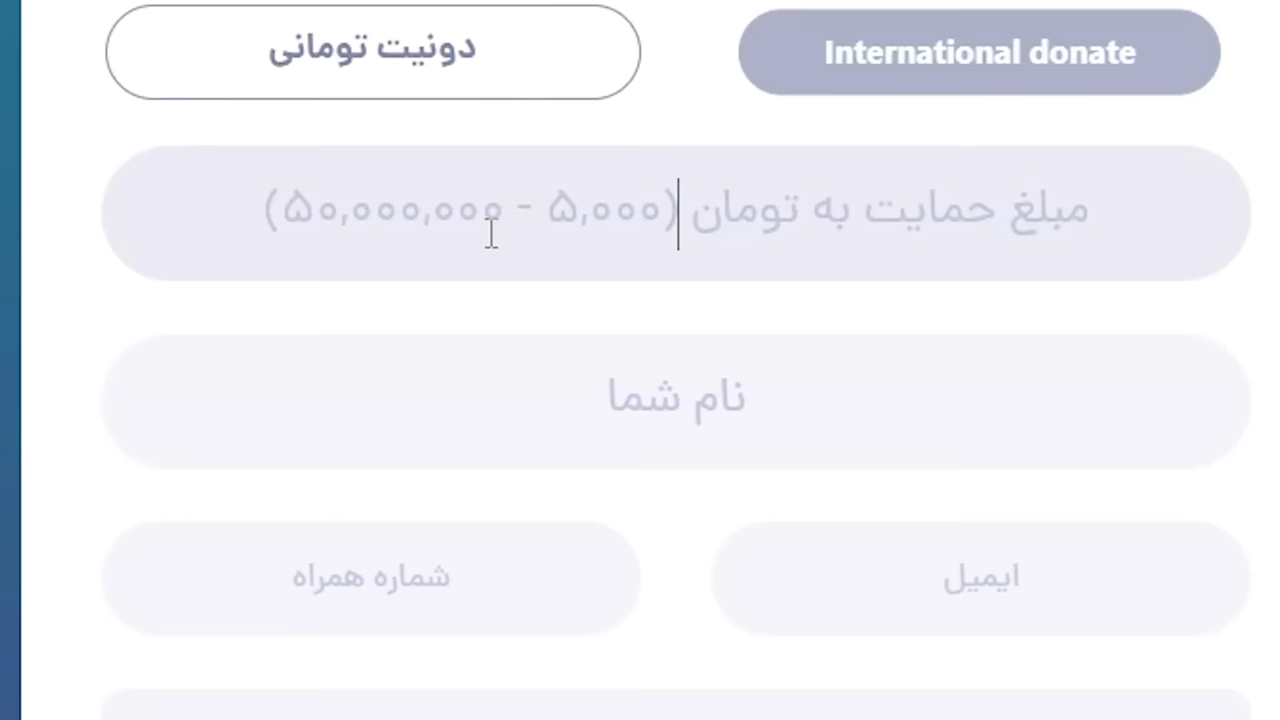 International donate
دونیت تومانی
مبلغ حمایت به تومان (۵,۰۰۰ - ۵۰,۰۰۰,۰۰۰)
نام شما
ایمیل
شماره همراه